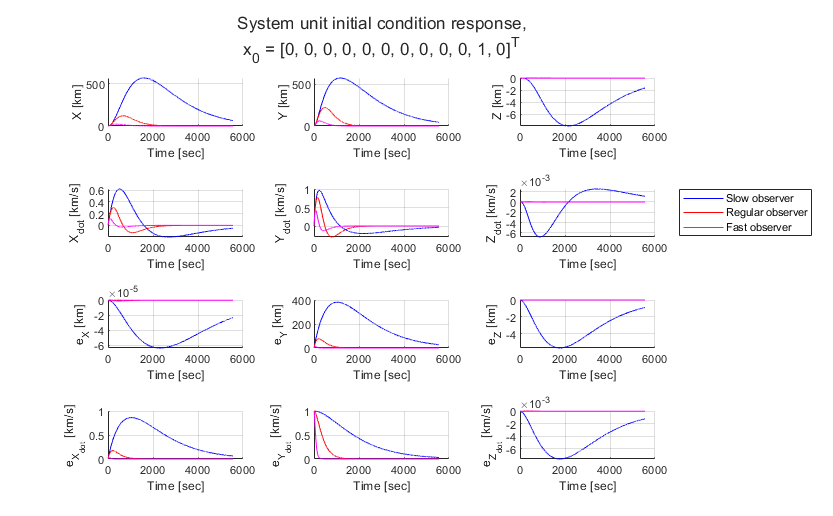 System unit initial condition response,
x0 = [0, 0, 0, 0, 0, 0, 0, 0, 0, 0, 1, 0]T
X [km]
500
0
0 2000 4000 6000
Time [sec]
Y [km]
500
0
0 2000 4000 6000
Time [sec]
Z [km]
0
-2
-4
-6
0 2000 4000 6000
Time [sec]
Xdot [km/s]
0.6
0.4
0.2
0
0 2000 4000 6000
Time [sec]
Ydot [km/s]
1
0.5
0
0 2000 4000 6000
Time [sec]
×10-3
Zdot [km/s]
2
0
-2
-4
-6
0 2000 4000 6000
Time [sec]
Slow observer
Regular observer
Fast observer
×10-5
eX [km]
0
-2
-4
-6
0 2000 4000 6000
Time [sec]
eY [km]
400
200
0
0 2000 4000 6000
Time [sec]
eZ [km]
0
-2
-4
0 2000 4000 6000
Time [sec]
eXdot [km/s]
1
0.5
0
0 2000 4000 6000
Time [sec]
eYdot [km/s]
1
0.5
0
0 2000 4000 6000
Time [sec]
×10-3
eZdot [km/s]
0
-2
-4
-6
0 2000 4000 6000
Time [sec]